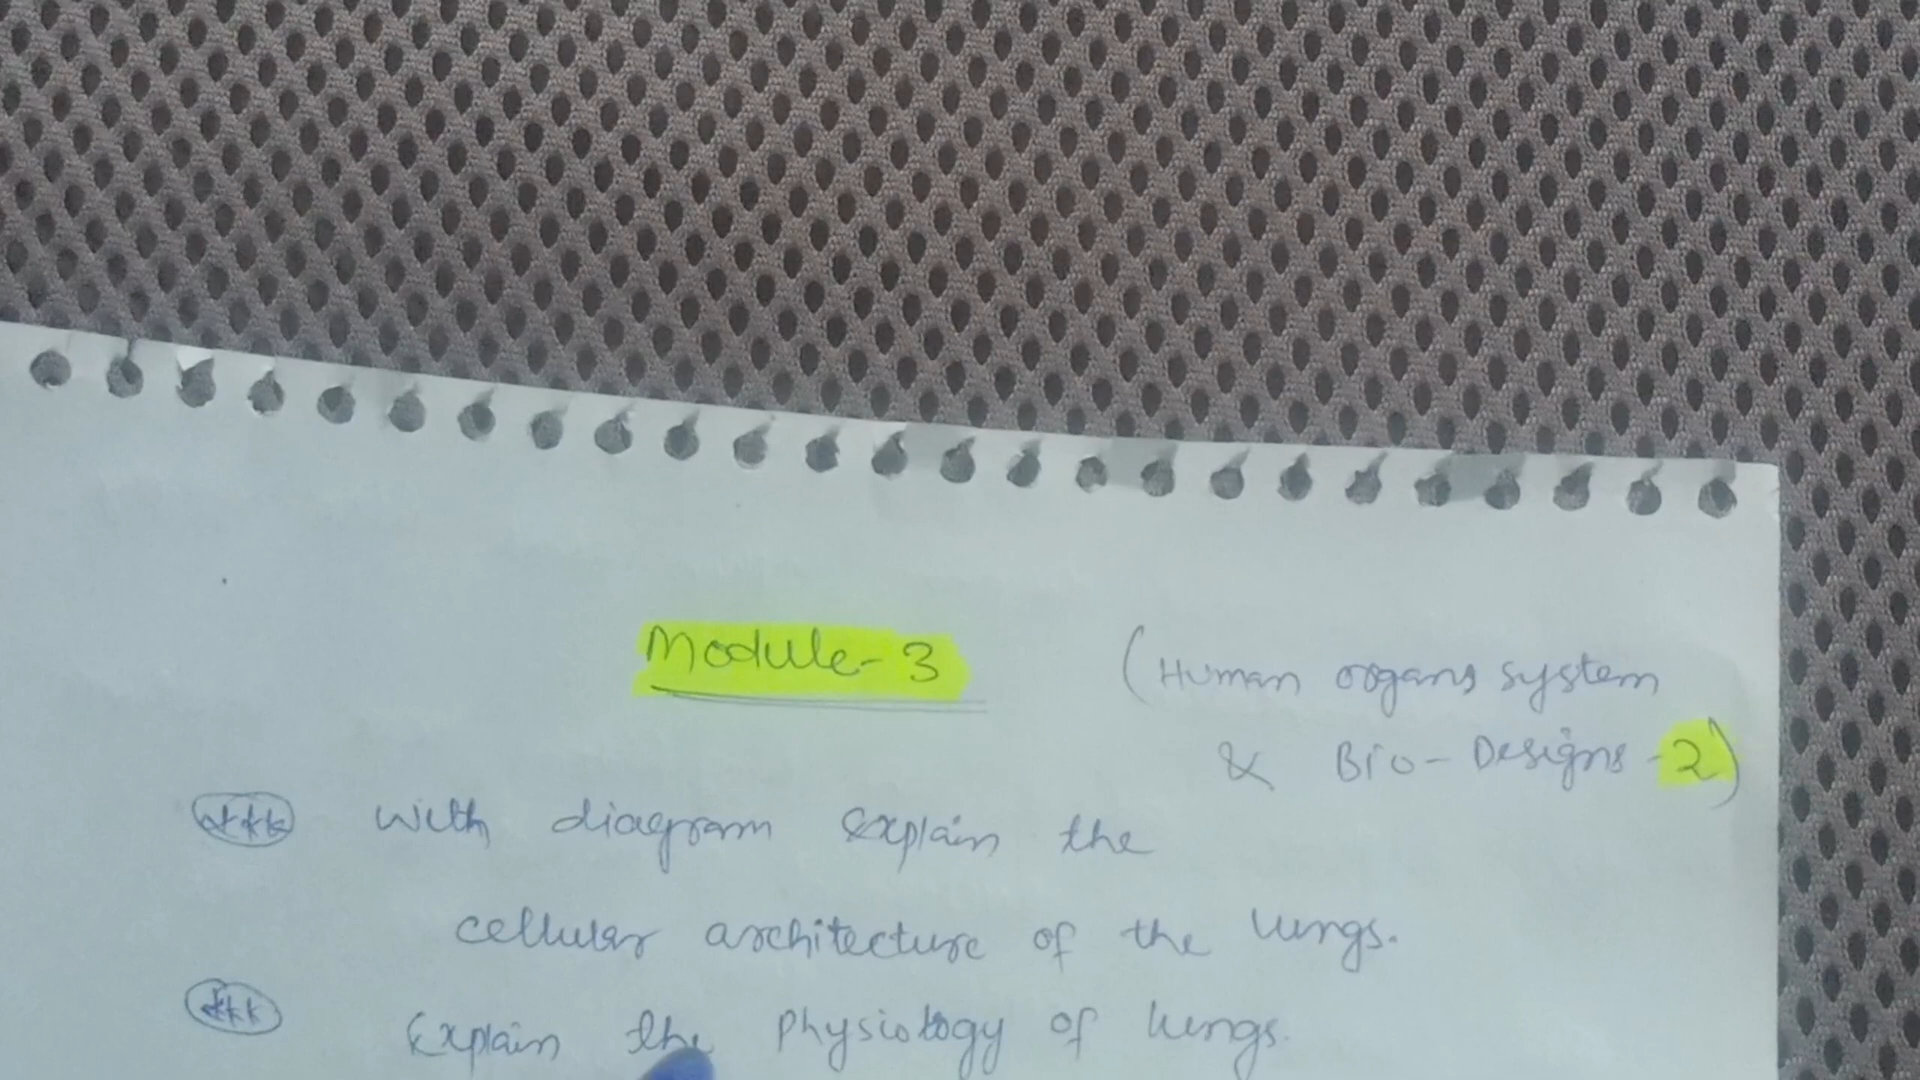 Module-3
(Human organs system
& Bio-Designs-2)
*** With diagram explain the
cellular architecture of the lungs.
*** Explain the physiology of lungs.